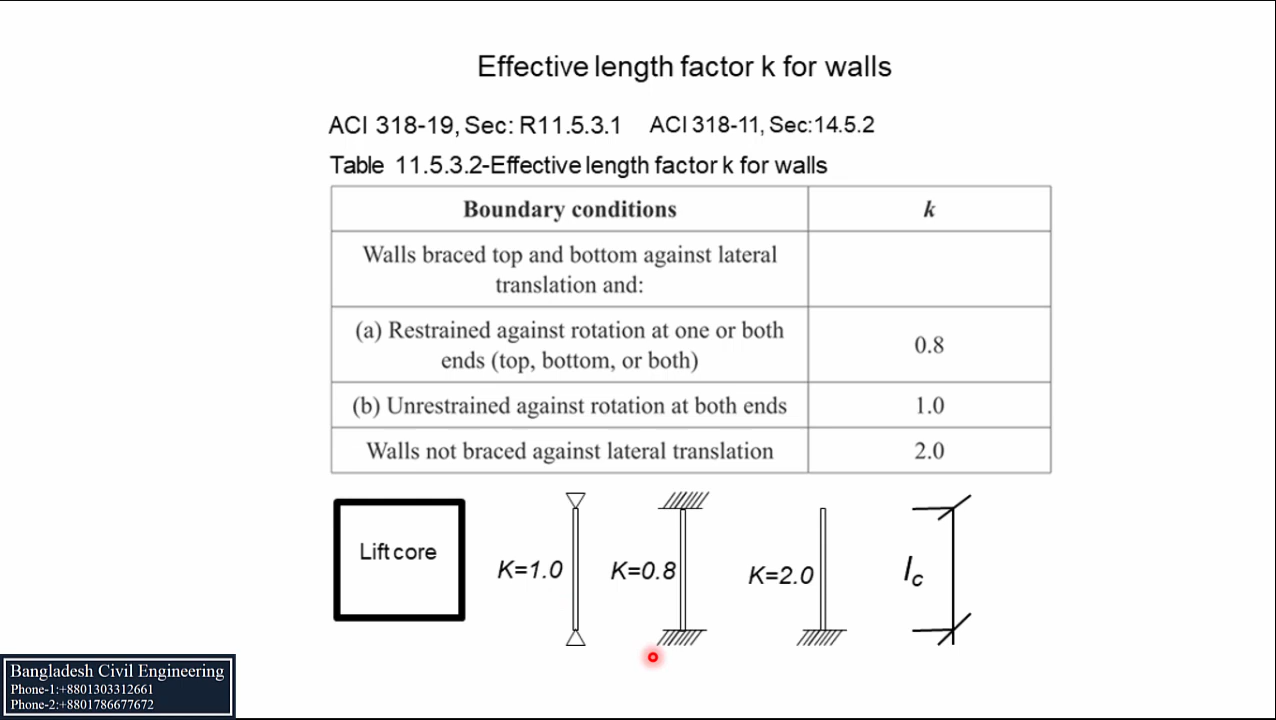 Effective length factor k for walls
ACI 318-19, Sec: R11.5.3.1 ACI 318-11, Sec:14.5.2
Table 11.5.3.2-Effective length factor k for walls
Boundary conditions k
Walls braced top and bottom against lateral
translation and:
(a) Restrained against rotation at one or both
ends (top, bottom, or both)
0.8
(b) Unrestrained against rotation at both ends 1.0
Walls not braced against lateral translation 2.0
Lift core
K=1.0
K=0.8
K=2.0
lc
Bangladesh Civil Engineering
Phone-1:+8801303312661
Phone-2:+8801786677672